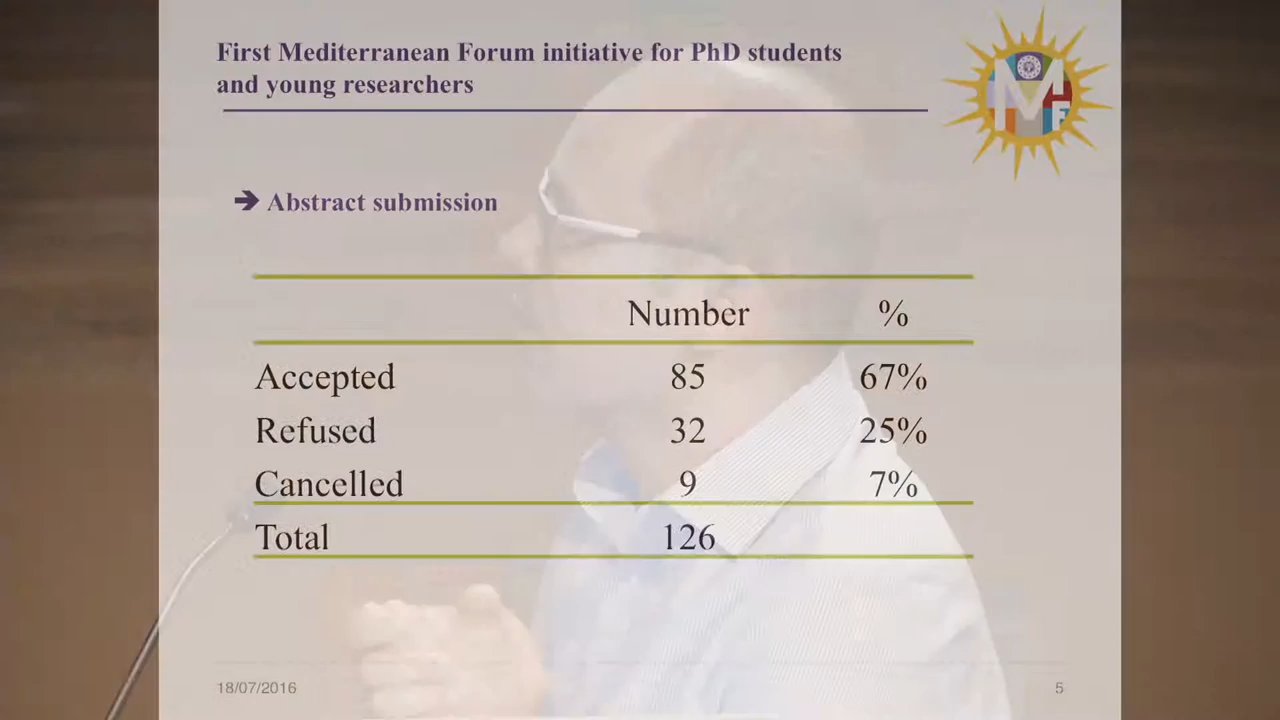 First Mediterranean Forum initiative for PhD students
and young researchers
➔ Abstract submission
Number %
Accepted 85 67%
Refused 32 25%
Cancelled 9 7%
Total 126
18/07/2016 5